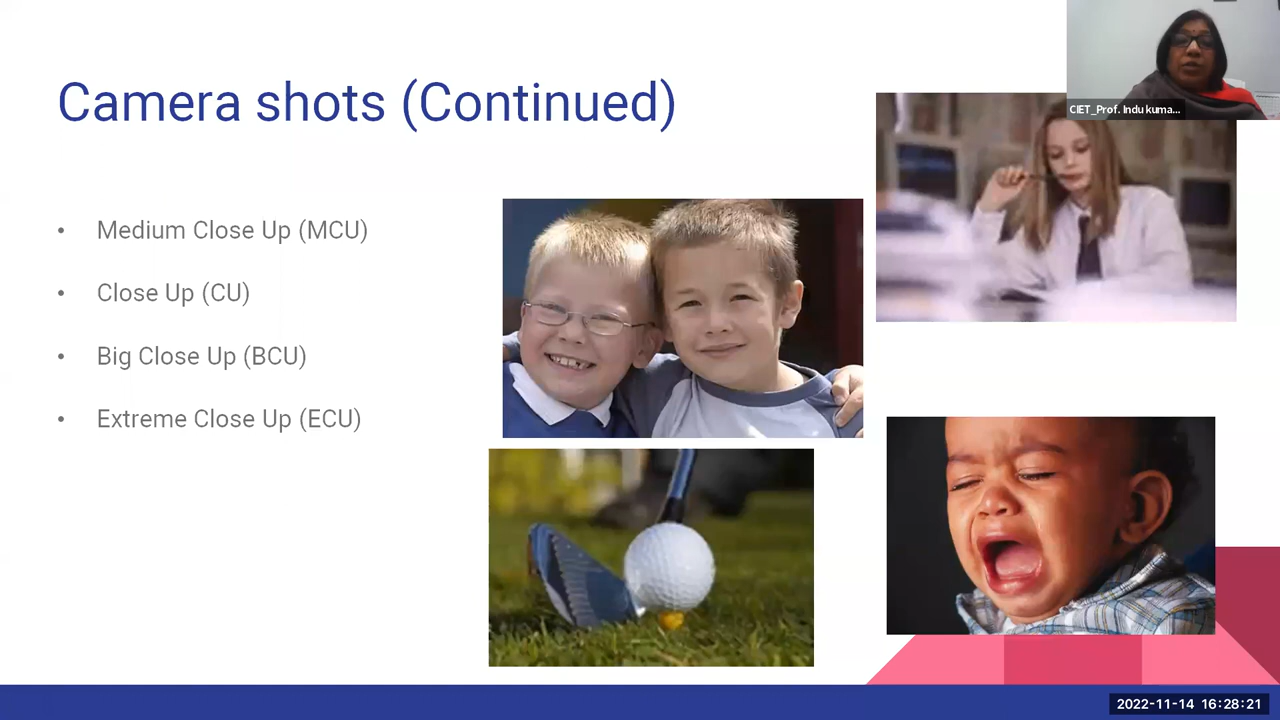 Camera shots (Continued)
CIET_Prof. Indu kuma...
• Medium Close Up (MCU)
• Close Up (CU)
• Big Close Up (BCU)
• Extreme Close Up (ECU)
2022-11-14 16:28:21